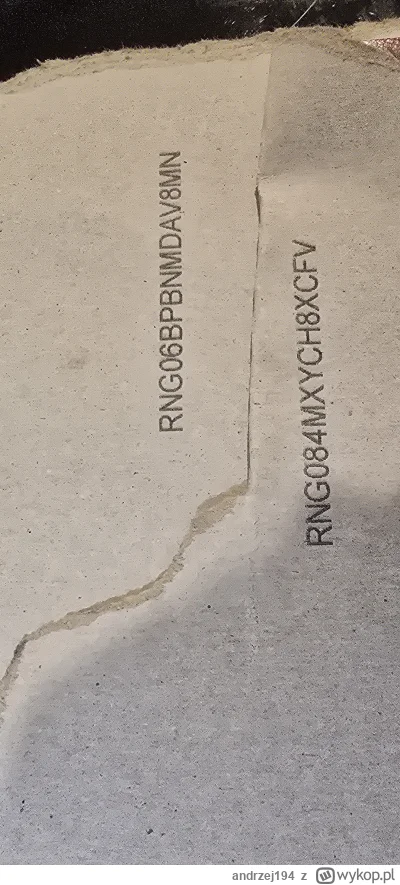 RNG06BPBNMDAV8MN
RNG084MXYCH8XCFV
andrzej194 z wykop.pl